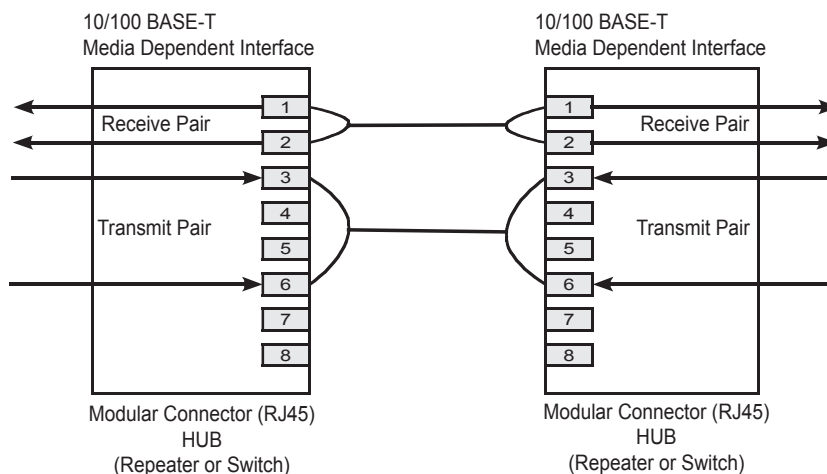 10/100 BASE-T
Media Dependent Interface
1
2
3
4
5
6
7
8
Receive Pair
Transmit Pair
Modular Connector (RJ45)
HUB
(Repeater or Switch)
10/100 BASE-T
Media Dependent Interface
1
2
3
4
5
6
7
8
Receive Pair
Transmit Pair
Modular Connector (RJ45)
HUB
(Repeater or Switch)